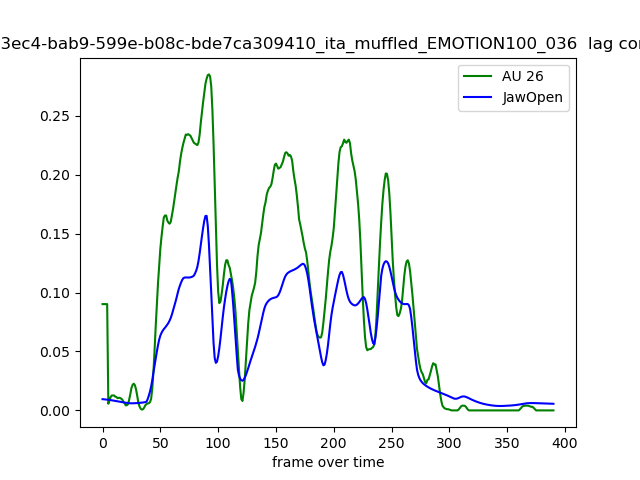 3ec4-bab9-599e-b08c-bde7ca309410_ita_muffled_EMOTION100_036 lag
AU 26
JawOpen
0.25
0.20
0.15
0.10
0.05
0.00
0 50 100 150 200 250 300 350 400
frame over time